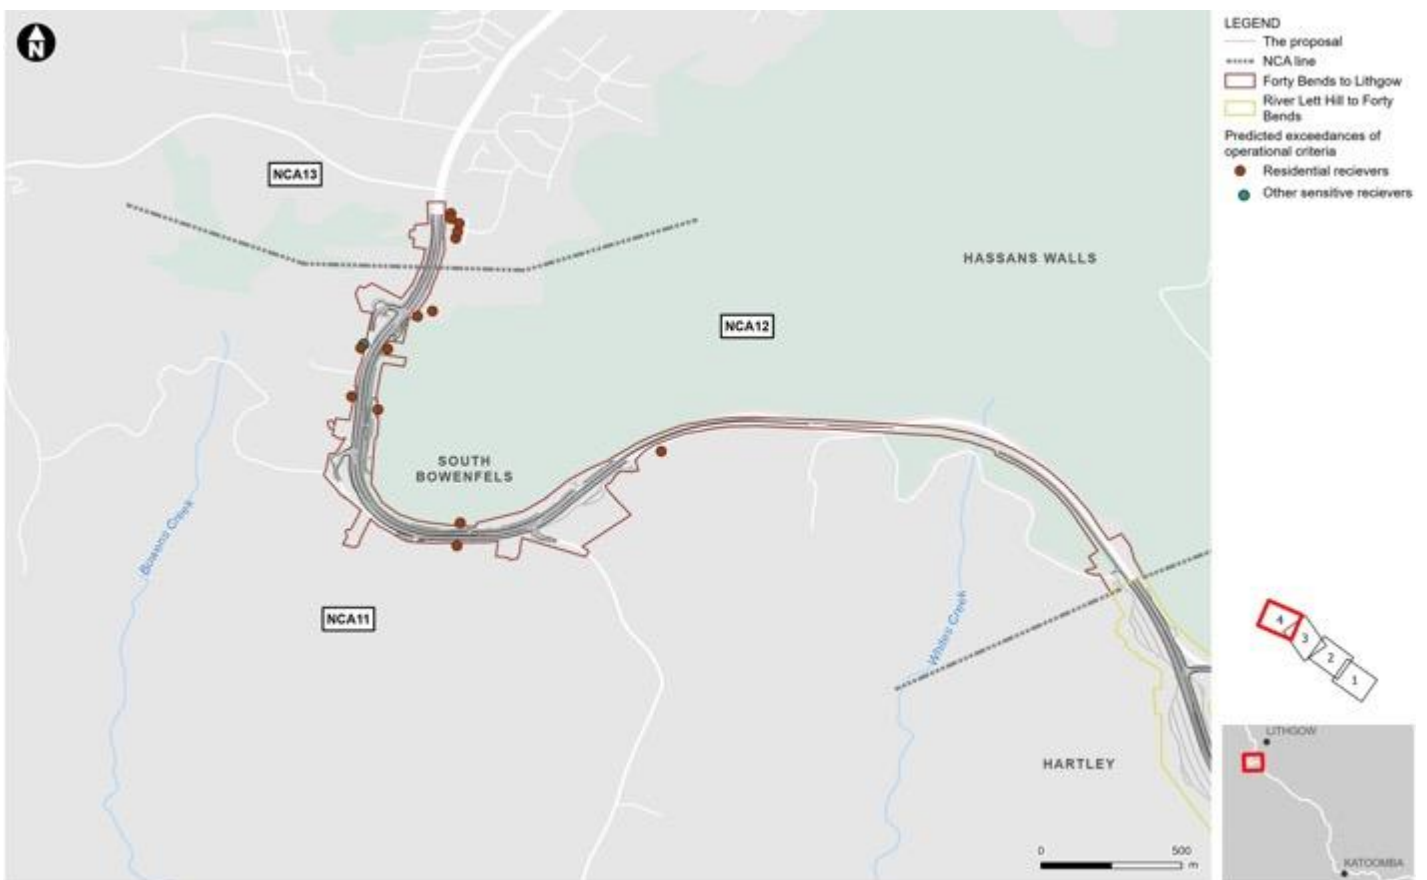 N
LEGEND
The proposal
NCA line
Forty Bends to Lithgow
River Lett Hill to Forty
Bends
Predicted exceedances of
operational criteria
Residential recievers
Other sensitive recievers
NCA13
HASSANS WALLS
NCA12
SOUTH
BOWENFELS
Bowens Creek
NCA11
Whites Creek
HARTLEY
4
3
2
1
LITHGOW
KATOOMBA
0 500
m